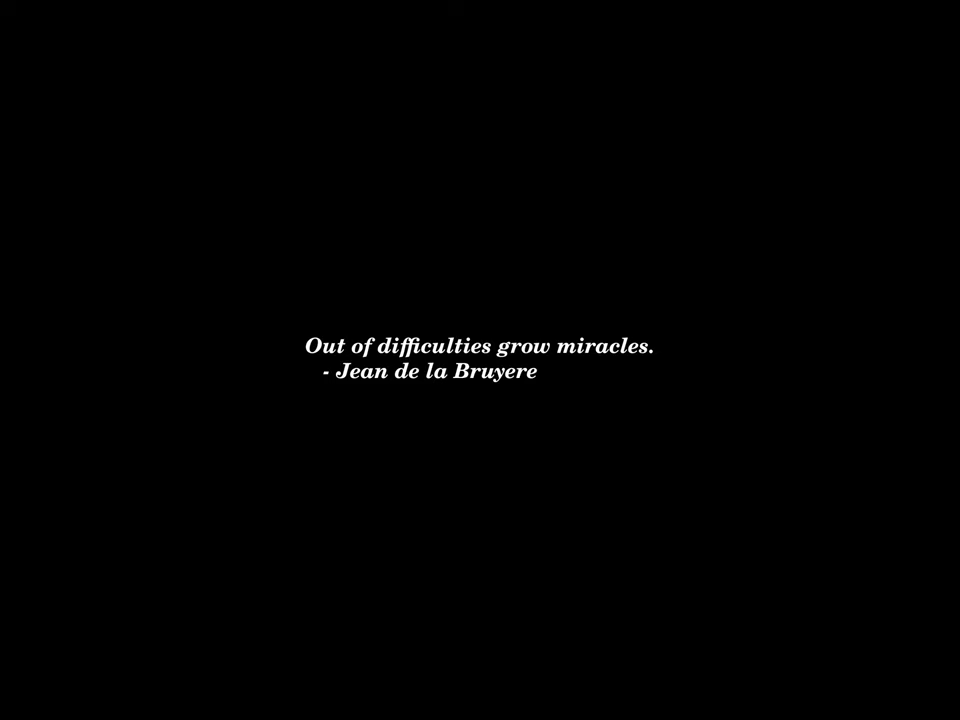 Out of difficulties grow miracles.
- Jean de la Bruyere